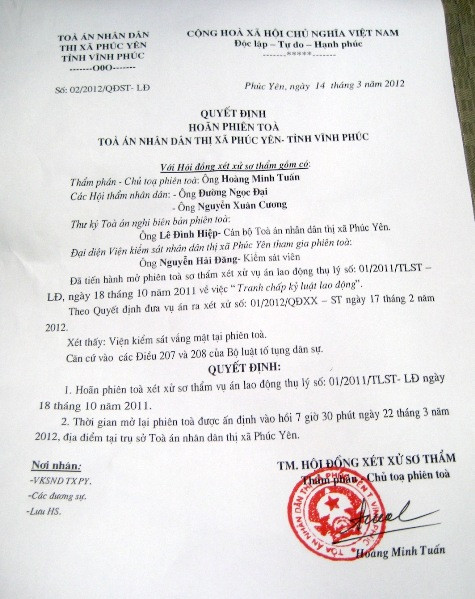 TOÀ ÁN NHÂN DÂN
THỊ XÃ PHÚC YÊN
TỈNH VĨNH PHÚC
-------O0O-------
Số: 02/2012/QĐST- LĐ
CỘNG HOÀ XÃ HỘI CHỦ NGHĨA VIỆT NAM
Độc lập – Tự do – Hạnh phúc
-------*****-------
Phúc Yên, ngày 14 tháng 3 năm 2012
QUYẾT ĐỊNH
HOÃN PHIÊN TOÀ
TOÀ ÁN NHÂN DÂN THỊ XÃ PHÚC YÊN- TỈNH VĨNH PHÚC
Với Hội đồng xét xử sơ thẩm gồm có:
Thẩm phán - Chủ toạ phiên toà: Ông Hoàng Minh Tuấn
Các Hội thẩm nhân dân: - Ông Đường Ngọc Đại
- Ông Nguyễn Xuân Cương
Thư ký Toà án nghi biên bản phiên toà:
Ông Lê Đình Hiệp- Cán bộ Toà án nhân dân thị xã Phúc Yên.
Đại diện Viện kiểm sát nhân dân thị xã Phúc Yên tham gia phiên toà:
Ông Nguyễn Hải Đăng- Kiểm sát viên
Đã tiến hành mở phiên toà sơ thẩm xét xử vụ án lao động thụ lý số: 01/2011/TLST –
LĐ, ngày 18 tháng 10 năm 2011 về việc “ Tranh chấp kỷ luật lao động”.
Theo Quyết định đưa vụ án ra xét xử số: 01/2012/QĐXX – ST ngày 17 tháng 2 năm
2012.
Xét thấy: Viện kiểm sát vắng mặt tại phiên toà.
Căn cứ vào các Điều 207 và 208 của Bộ luật tố tụng dân sự.
QUYẾT ĐỊNH:
1. Hoãn phiên toà xét xử sơ thẩm vụ án lao động thụ lý số: 01/2011/TLST- LĐ ngày
18 tháng 10 năm 2011.
2. Thời gian mở lại phiên toà được ấn định vào hồi 7 giờ 30 phút ngày 22 tháng 3 năm
2012, địa điểm tại trụ sở Toà án nhân dân thị xã Phúc Yên.
Nơi nhân:
-VKSND TX PY.
-Các đương sự.
-Lưu HS.
TM. HỘI ĐỒNG XÉT XỬ SƠ THẨM
Thẩm phán - Chủ toạ phiên toà
Hoàng Minh Tuấn